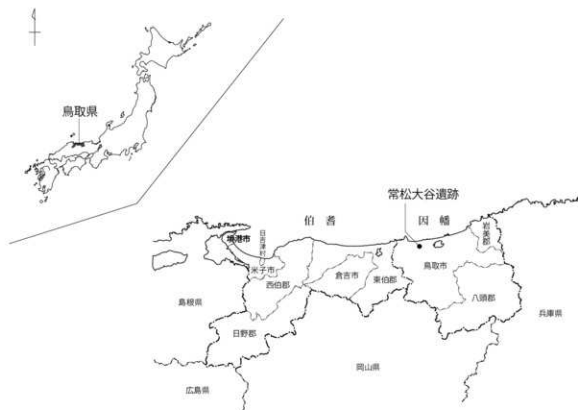 鳥取県
常松大谷遺跡
伯耆
因幡
境港市
日吉津村
米子市
西伯郡
倉吉市
東伯郡
鳥取市
岩美郡
八頭郡
日野郡
島根県
兵庫県
岡山県
広島県